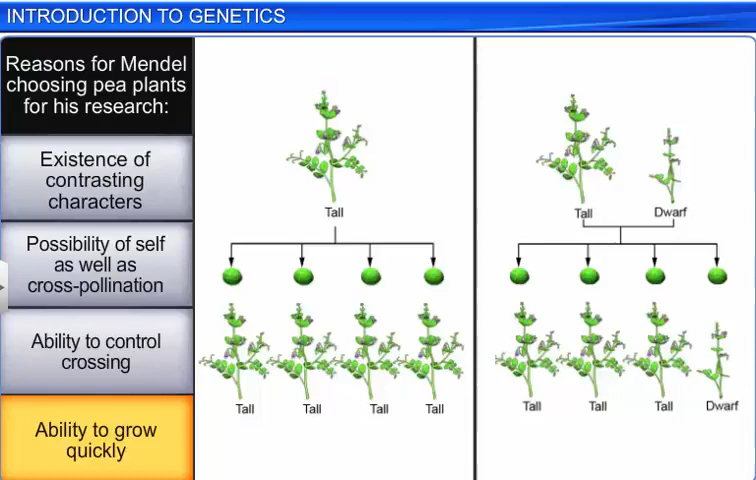 INTRODUCTION TO GENETICS
Reasons for Mendel
choosing pea plants
for his research:
Existence of
contrasting
characters
Possibility of self
as well as
cross-pollination
Ability to control
crossing
Ability to grow
quickly
Tall
Tall Tall Tall Tall
Tall Dwarf
Tall Tall Tall Dwarf